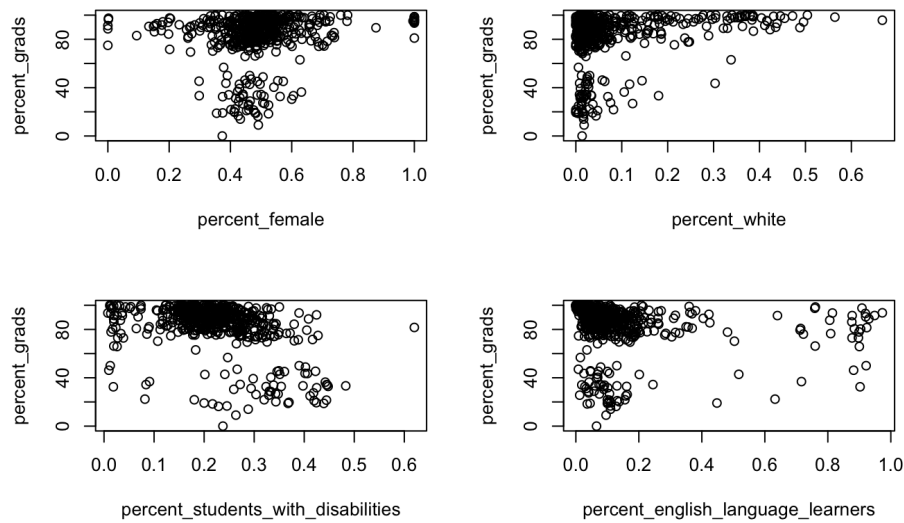 percent_grads
0 40 80
0.0 0.2 0.4 0.6 0.8 1.0
percent_female
percent_grads
0 40 80
0.0 0.1 0.2 0.3 0.4 0.5 0.6
percent_white
percent_grads
0 40 80
0.0 0.1 0.2 0.3 0.4 0.5 0.6
percent_students_with_disabilities
percent_grads
0 40 80
0.0 0.2 0.4 0.6 0.8 1.0
percent_english_language_learners